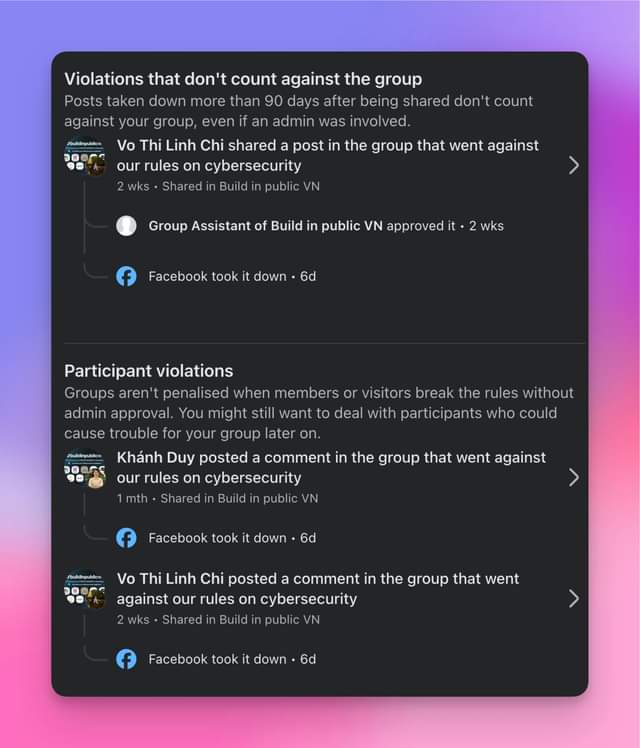 Violations that don't count against the group
Posts taken down more than 90 days after being shared don't count
against your group, even if an admin was involved.
Vo Thi Linh Chi shared a post in the group that went against
our rules on cybersecurity
2 wks • Shared in Build in public VN
Group Assistant of Build in public VN approved it • 2 wks
Facebook took it down • 6d
Participant violations
Groups aren't penalised when members or visitors break the rules without
admin approval. You might still want to deal with participants who could
cause trouble for your group later on.
Khánh Duy posted a comment in the group that went against
our rules on cybersecurity
1 mth • Shared in Build in public VN
Facebook took it down • 6d
Vo Thi Linh Chi posted a comment in the group that went
against our rules on cybersecurity
2 wks • Shared in Build in public VN
Facebook took it down • 6d